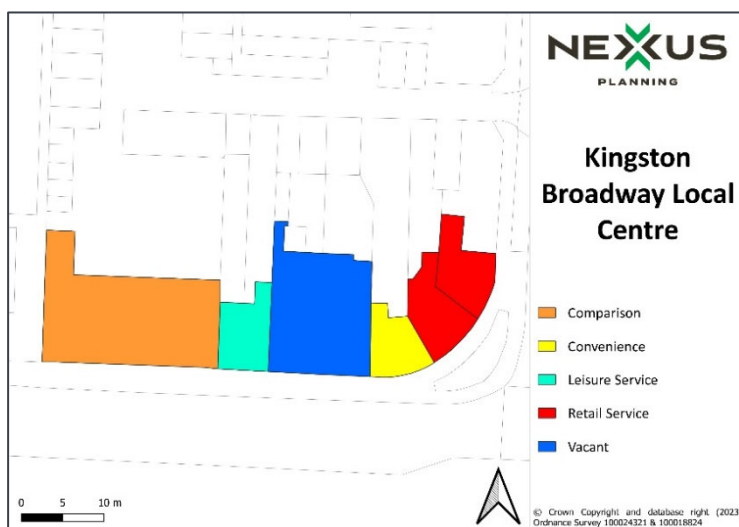 NEXUS
PLANNING
Kingston
Broadway Local
Centre
Comparison
Convenience
Leisure Service
Retail Service
Vacant
0 5 10 m
© Crown Copyright and database right (2023
Ordnance Survey 100024321 & 100018824